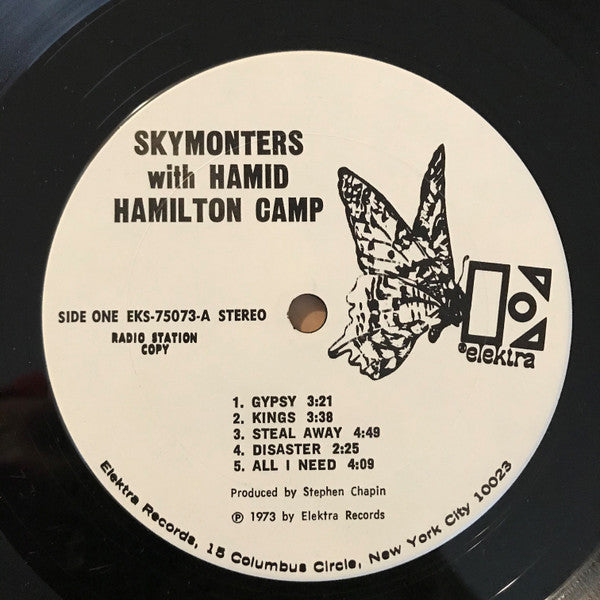 SKYMONTERS
with HAMID
HAMILTON CAMP
SIDE ONE EKS-75073-A STEREO
RADIO STATION
COPY
®elektra
1. GYPSY 3:21
2. KINGS 3:38
3. STEAL AWAY 4:49
4. DISASTER 2:25
5. ALL I NEED 4:09
Produced by Stephen Chapin
℗ 1973 by Elektra Records
Elektra Records, 15 Columbus Circle, New York City 10023